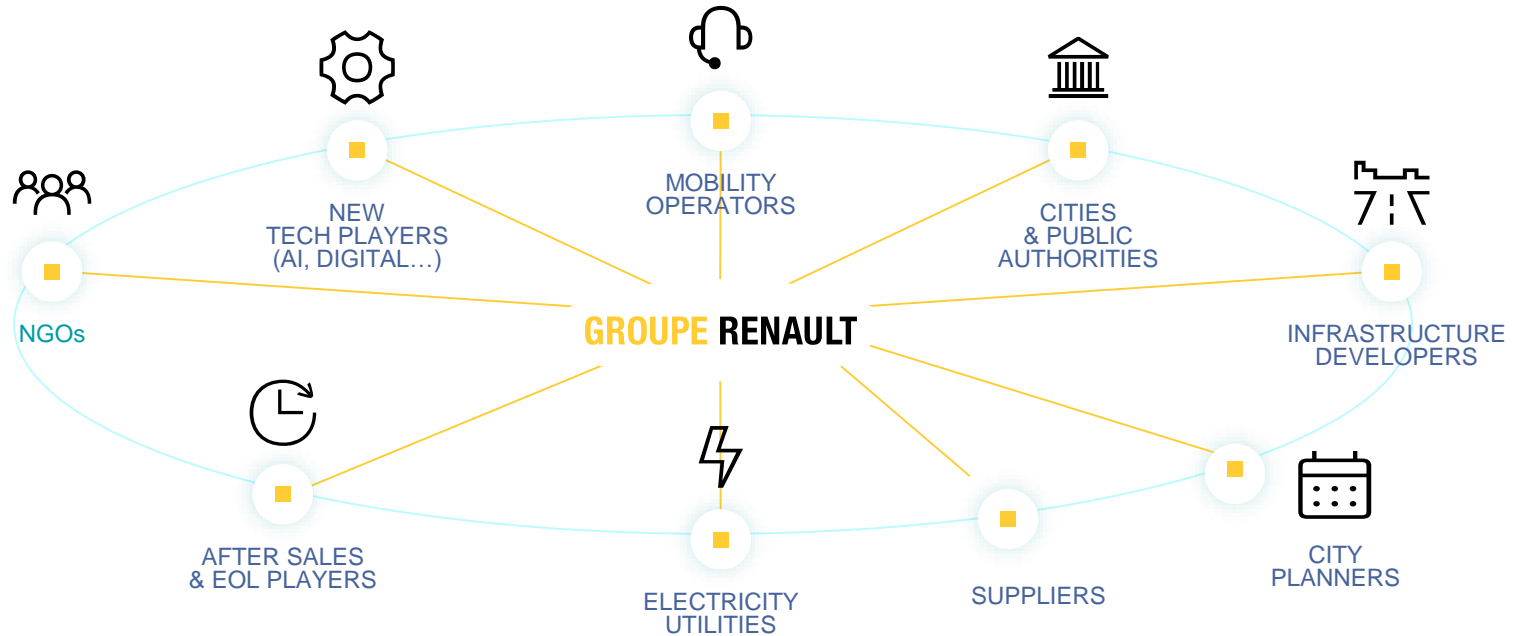 MOBILITY
OPERATORS
NEW
TECH PLAYERS
(AI, DIGITAL…)
CITIES
& PUBLIC
AUTHORITIES
NGOs
GROUPE RENAULT
INFRASTRUCTURE
DEVELOPERS
AFTER SALES
& EOL PLAYERS
ELECTRICITY
UTILITIES
SUPPLIERS
CITY
PLANNERS